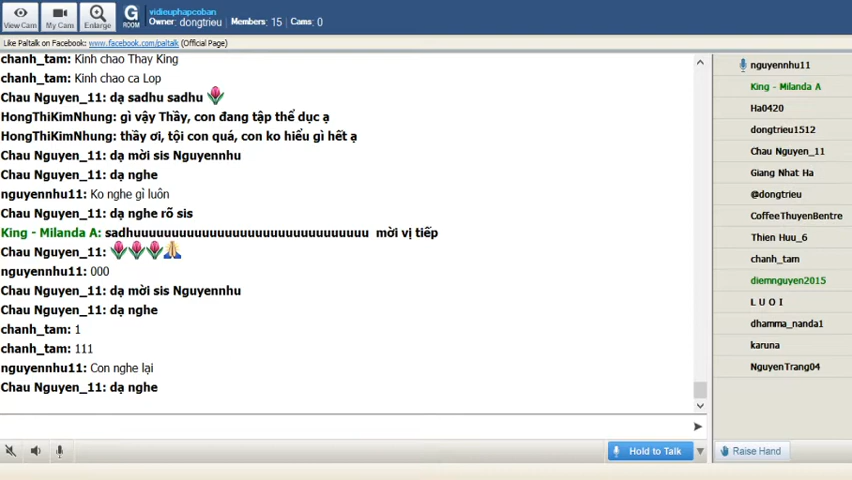 View Cam
My Cam
Enlarge
G
ROOM
vidieuphapcoban
Owner: dongtrieu Members: 15 Cams: 0
Like Paltalk on Facebook: www.facebook.com/paltalk (Official Page)
chanh_tam: Kinh chao Thay King
chanh_tam: Kinh chao ca Lop
Chau Nguyen_11: dạ sadhu sadhu
HongThiKimNhung: gì vậy Thầy, con đang tập thể dục ạ
HongThiKimNhung: thầy ơi, tội con quá, con ko hiểu gì hết ạ
Chau Nguyen_11: dạ mời sis Nguyennhu
Chau Nguyen_11: dạ nghe
nguyennhu11: Ko nghe gì luôn
Chau Nguyen_11: dạ nghe rõ sis
King - Milanda A: sadhuuuuuuuuuuuuuuuuuuuuuuuuuuuuuuuuu mời vị tiếp
Chau Nguyen_11:
nguyennhu11: 000
Chau Nguyen_11: dạ mời sis Nguyennhu
Chau Nguyen_11: dạ nghe
chanh_tam: 1
chanh_tam: 111
nguyennhu11: Con nghe lại
Chau Nguyen_11: dạ nghe
nguyennhu11
King - Milanda A
Ha0420
dongtrieu1512
Chau Nguyen_11
Giang Nhat Ha
@dongtrieu
CoffeeThuyenBentre
Thien Huu_6
chanh_tam
diemnguyen2015
L U O I
dhamma_nanda1
karuna
NguyenTrang04
Hold to Talk
Raise Hand